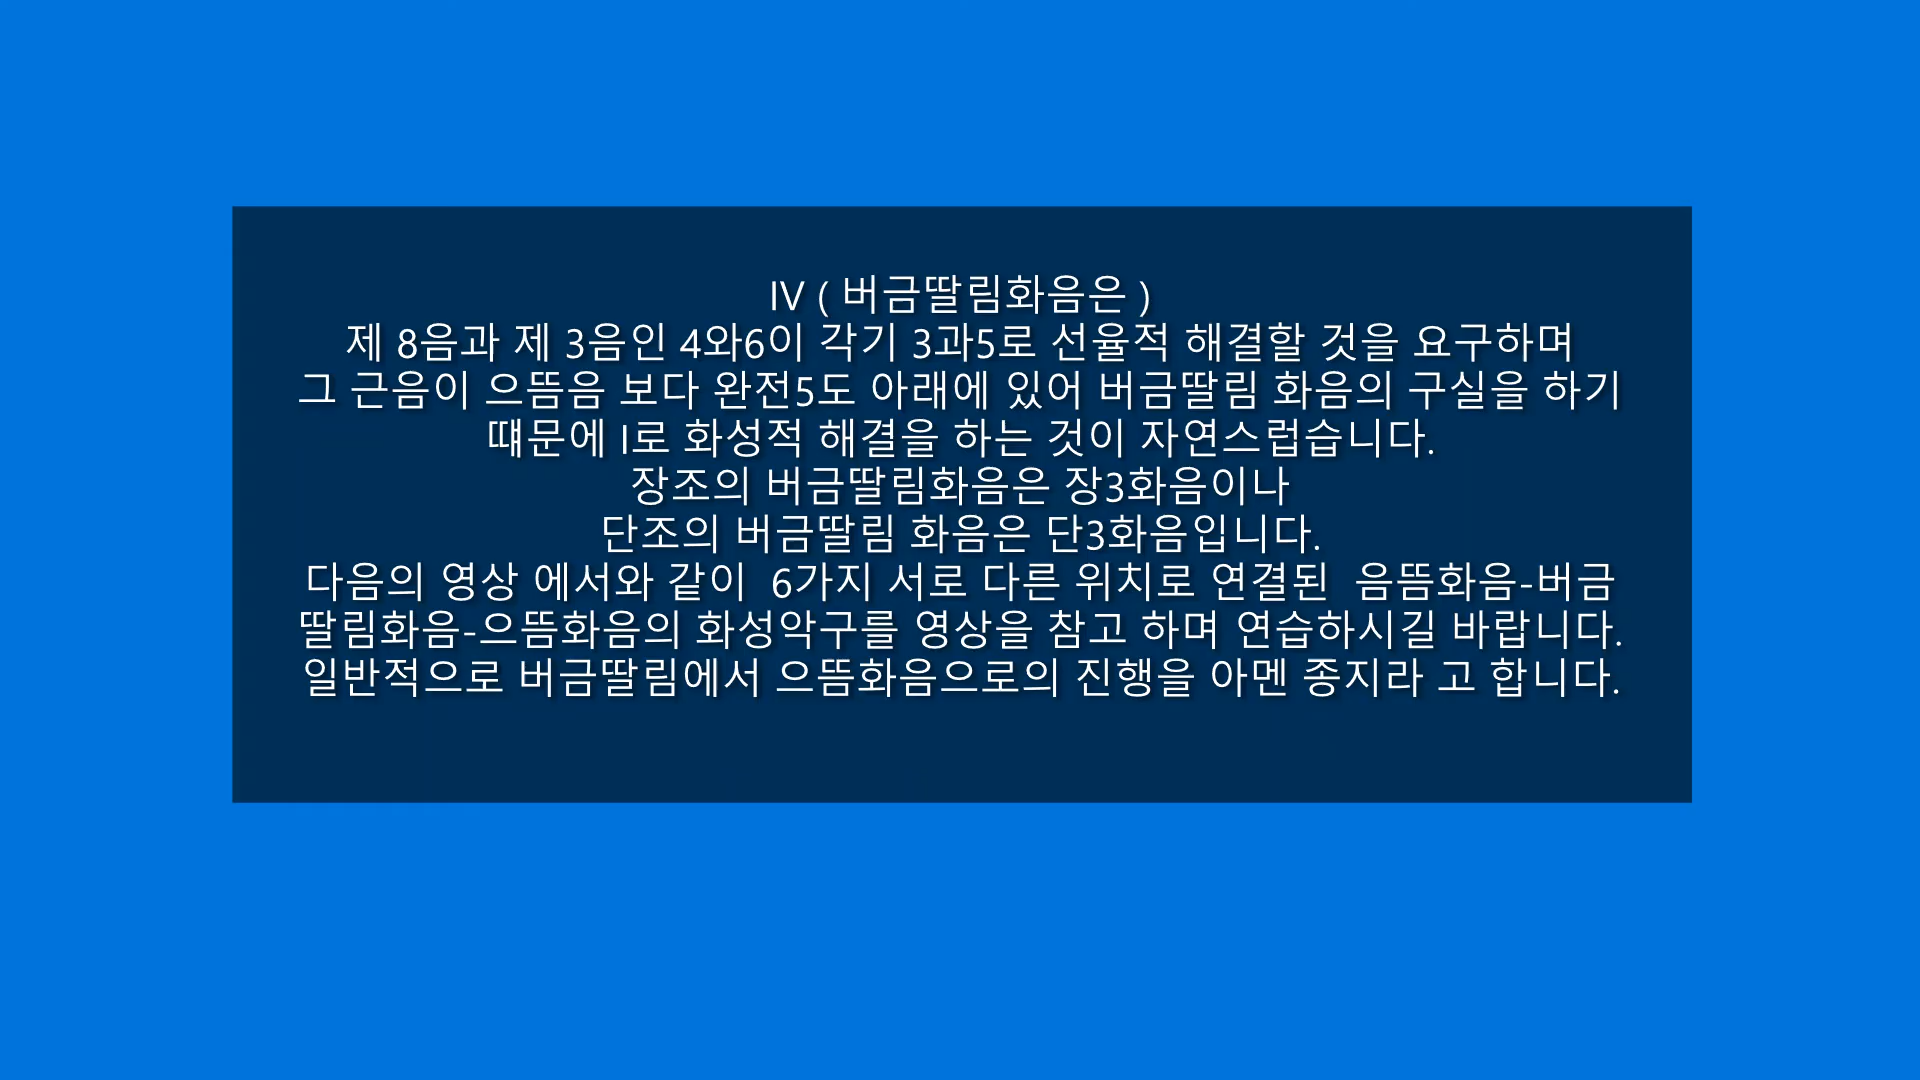 IV ( 버금딸림화음은 )
제 8음과 제 3음인 4와6이 각기 3과5로 선율적 해결할 것을 요구하며
그 근음이 으뜸음 보다 완전5도 아래에 있어 버금딸림 화음의 구실을 하기
떄문에 I로 화성적 해결을 하는 것이 자연스럽습니다.
장조의 버금딸림화음은 장3화음이나
단조의 버금딸림 화음은 단3화음입니다.
다음의 영상 에서와 같이  6가지 서로 다른 위치로 연결된  음뜸화음-버금
딸림화음-으뜸화음의 화성악구를 영상을 참고 하며 연습하시길 바랍니다.
일반적으로 버금딸림에서 으뜸화음으로의 진행을 아멘 종지라 고 합니다.